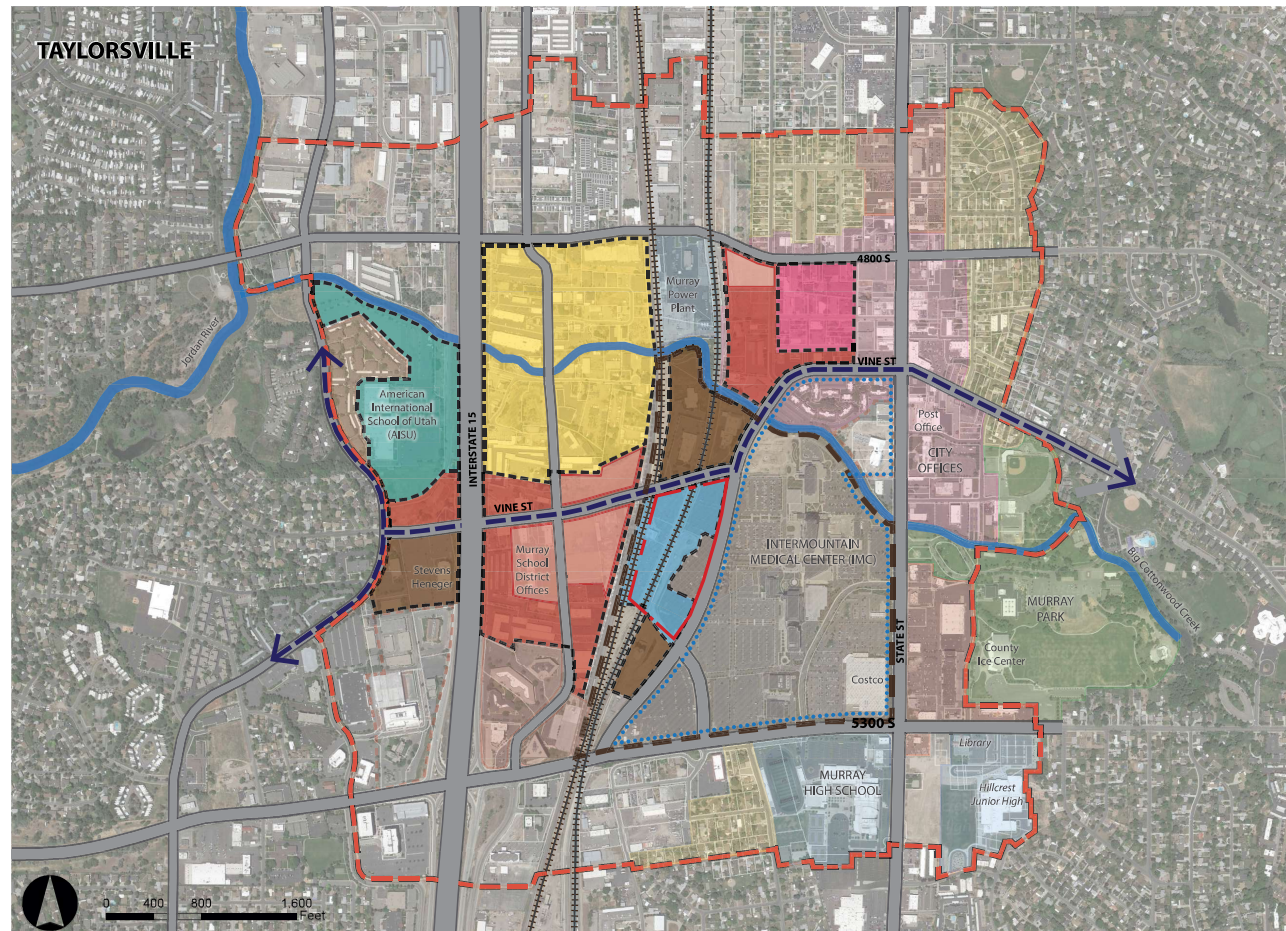 TAYLORSVILLE
4800 S
Murray
Power
Plant
Jordan River
VINE ST
American
International
School of Utah
(AISU)
INTERSTATE 15
Post
Office
CITY
OFFICES
VINE ST
INTERMOUNTAIN
MEDICAL CENTER (IMC)
Murray
School
District
Offices
Stevens
Heneger
Big Cottonwood Creek
MURRAY
PARK
STATE ST
County
Ice Center
Costco
5300 S
Library
MURRAY
HIGH SCHOOL
Hillcrest
Junior High
0 400 800 1,600
Feet